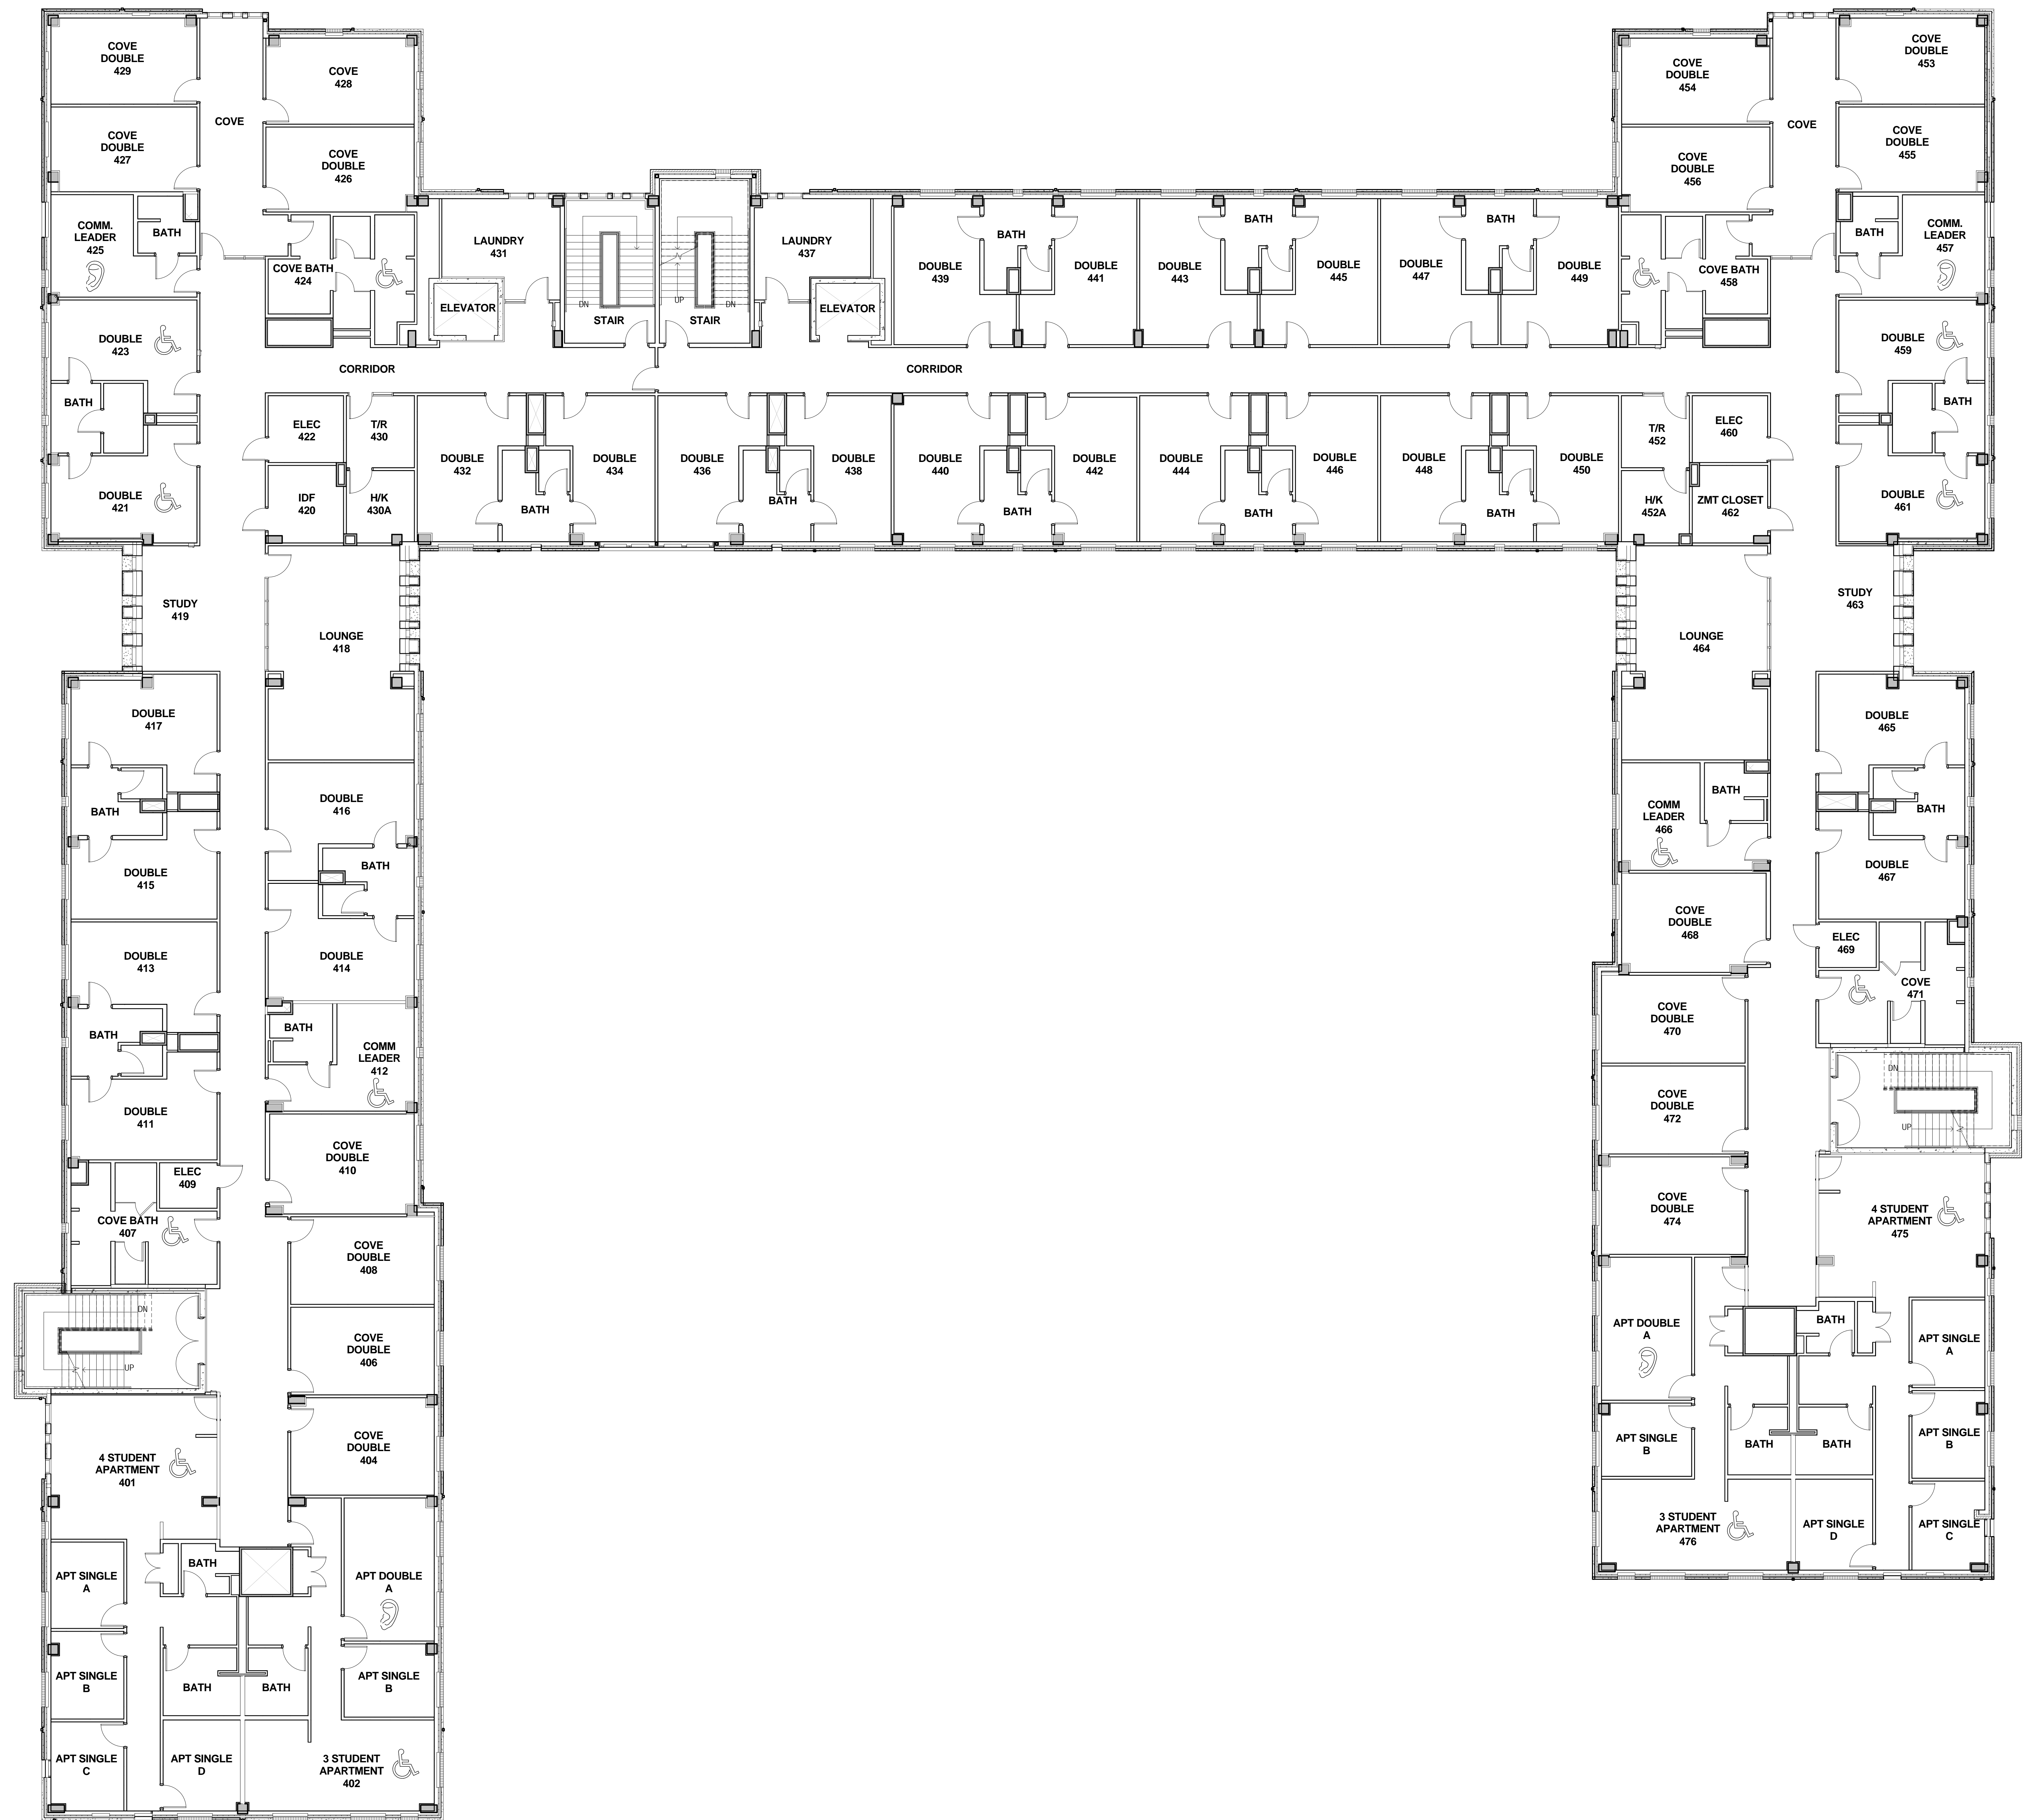 COVE
DOUBLE
429
COVE
428
COVE
DOUBLE
427
COVE
COVE
DOUBLE
426
COMM.
LEADER
425
BATH
COVE BATH
424
LAUNDRY
431
ELEVATOR
DN
STAIR
UP
DN
STAIR
LAUNDRY
437
ELEVATOR
DOUBLE
439
BATH
DOUBLE
441
DOUBLE
443
BATH
DOUBLE
445
DOUBLE
447
BATH
DOUBLE
449
COVE
DOUBLE
454
COVE
COVE
DOUBLE
453
COVE
DOUBLE
456
COVE
DOUBLE
455
COVE BATH
458
BATH
COMM.
LEADER
457
DOUBLE
423
BATH
DOUBLE
421
CORRIDOR
CORRIDOR
DOUBLE
459
BATH
DOUBLE
461
ELEC
422
T/R
430
IDF
420
H/K
430A
DOUBLE
432
BATH
DOUBLE
434
DOUBLE
436
BATH
DOUBLE
438
DOUBLE
440
BATH
DOUBLE
442
DOUBLE
444
BATH
DOUBLE
446
DOUBLE
448
BATH
DOUBLE
450
T/R
452
ELEC
460
H/K
452A
ZMT CLOSET
462
STUDY
419
LOUNGE
418
LOUNGE
464
STUDY
463
DOUBLE
417
BATH
DOUBLE
415
DOUBLE
416
BATH
DOUBLE
414
DOUBLE
413
BATH
DOUBLE
411
BATH
COMM
LEADER
412
COVE
DOUBLE
410
ELEC
409
COVE BATH
407
COVE
DOUBLE
408
DN
UP
COVE
DOUBLE
406
COVE
DOUBLE
404
4 STUDENT
APARTMENT
401
BATH
APT SINGLE
A
APT DOUBLE
A
APT SINGLE
B
BATH
BATH
APT SINGLE
B
APT SINGLE
C
APT SINGLE
D
3 STUDENT
APARTMENT
402
COMM
LEADER
466
BATH
DOUBLE
465
BATH
DOUBLE
467
COVE
DOUBLE
468
ELEC
469
COVE
471
COVE
DOUBLE
470
COVE
DOUBLE
472
DN
UP
COVE
DOUBLE
474
4 STUDENT
APARTMENT
475
APT DOUBLE
A
BATH
APT SINGLE
A
APT SINGLE
B
BATH
BATH
APT SINGLE
B
3 STUDENT
APARTMENT
476
APT SINGLE
D
APT SINGLE
C